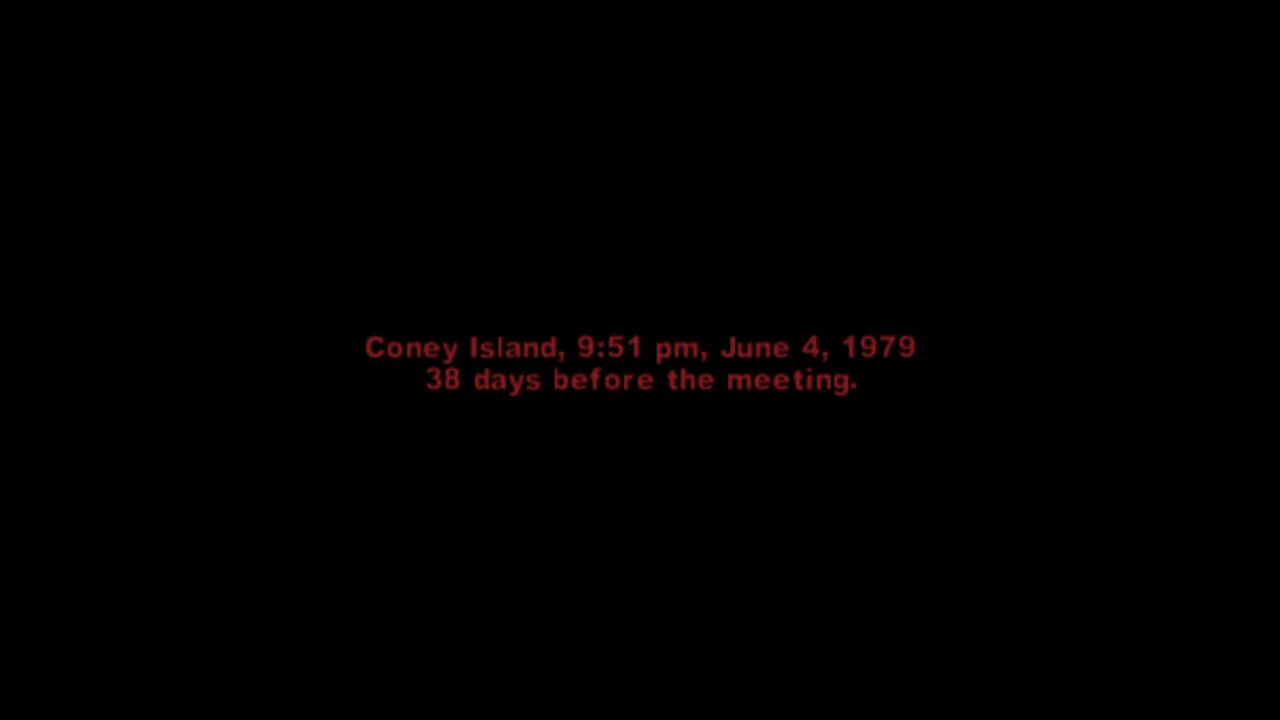 Coney Island, 9:51 pm, June 4, 1979
38 days before the meeting.